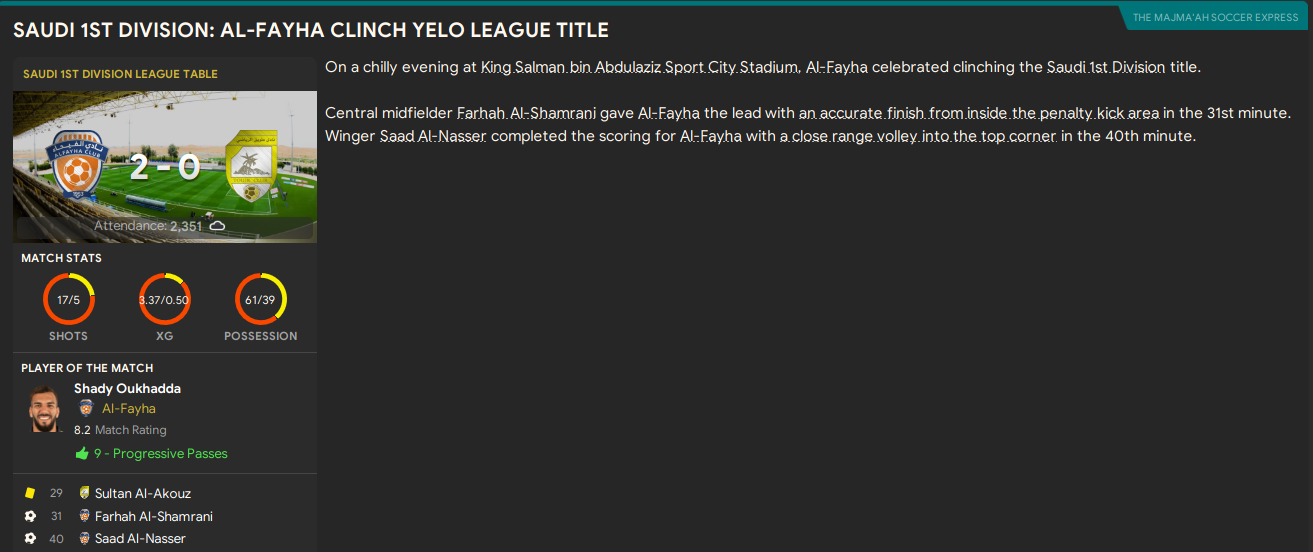 THE MAJMA'AH SOCCER EXPRESS
SAUDI 1ST DIVISION: AL-FAYHA CLINCH YELO LEAGUE TITLE
SAUDI 1ST DIVISION LEAGUE TABLE
2 - 0
Attendance: 2,351
MATCH STATS
17/5
3.37/0.50
61/39
SHOTS
XG
POSSESSION
PLAYER OF THE MATCH
Shady Oukhadda
Al-Fayha
8.2 Match Rating
9 - Progressive Passes
29 Sultan Al-Akouz
31 Farhah Al-Shamrani
40 Saad Al-Nasser
On a chilly evening at King Salman bin Abdulaziz Sport City Stadium, Al-Fayha celebrated clinching the Saudi 1st Division title.
Central midfielder Farhah Al-Shamrani gave Al-Fayha the lead with an accurate finish from inside the penalty kick area in the 31st minute.
Winger Saad Al-Nasser completed the scoring for Al-Fayha with a close range volley into the top corner in the 40th minute.